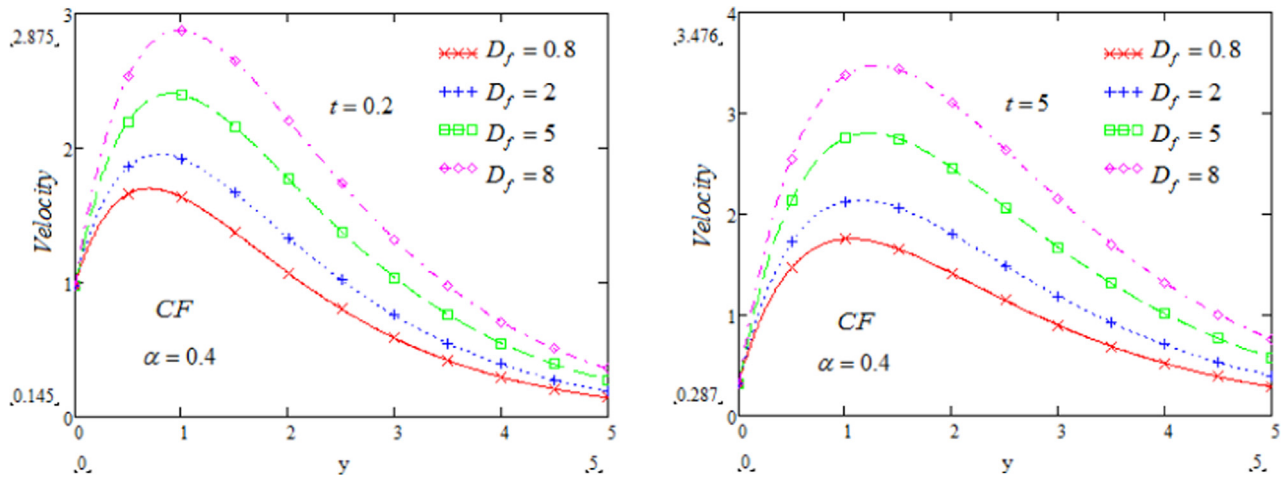 3
2.875
D_f = 0.8
D_f = 2
t = 0.2
D_f = 5
2
D_f = 8
Velocity
1
CF
α = 0.4
0.145
0
0 1 2 3 4 5
0 y 5
4
3.476
D_f = 0.8
D_f = 2
3
t = 5
D_f = 5
D_f = 8
2
Velocity
1
CF
α = 0.4
0.287
0
0 1 2 3 4 5
0 y 5